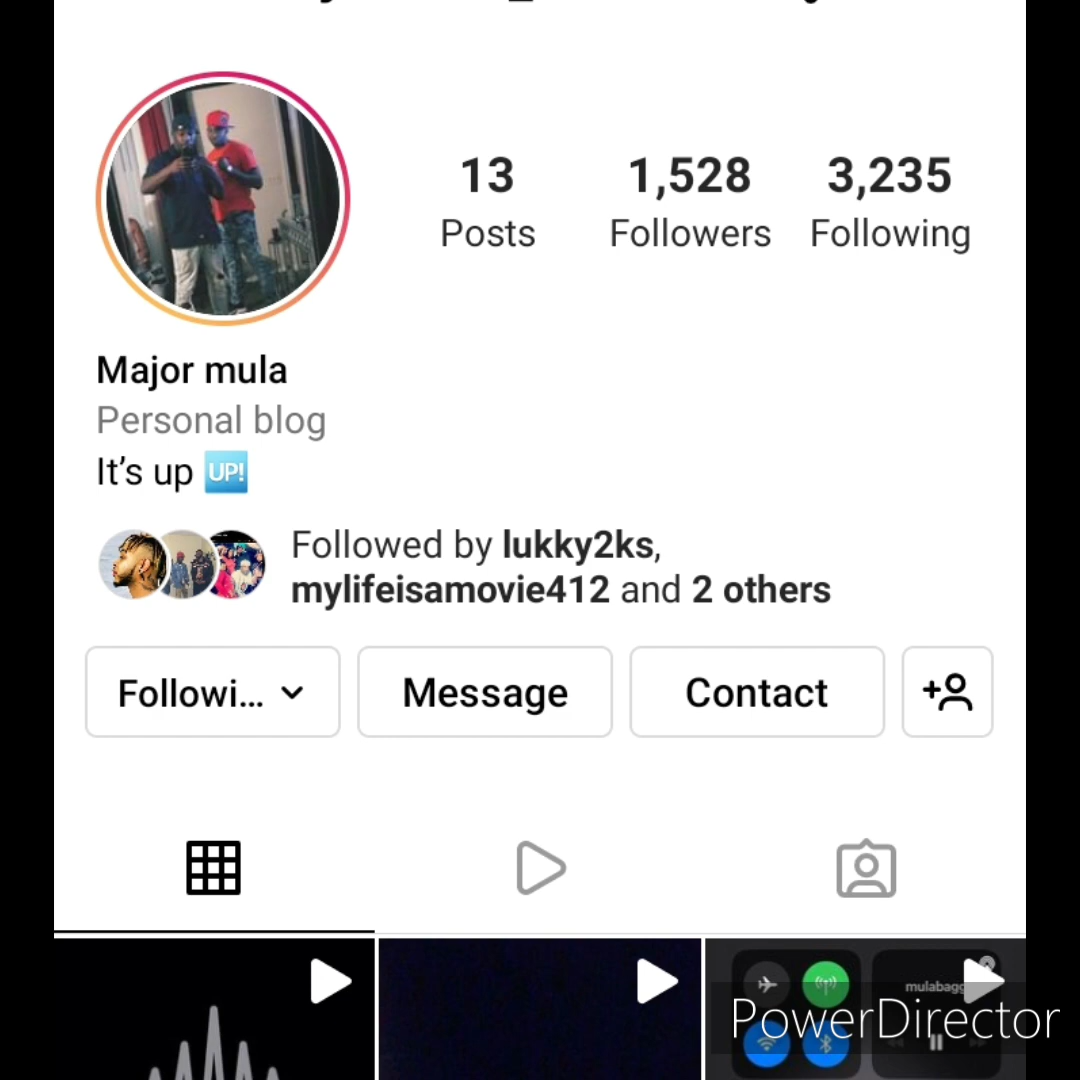 13
Posts
1,528
Followers
3,235
Following
Major mula
Personal blog
It’s up 🆙
Followed by lukky2ks,
mylifeisamovie412 and 2 others
Followi...
Message
Contact
PowerDirector